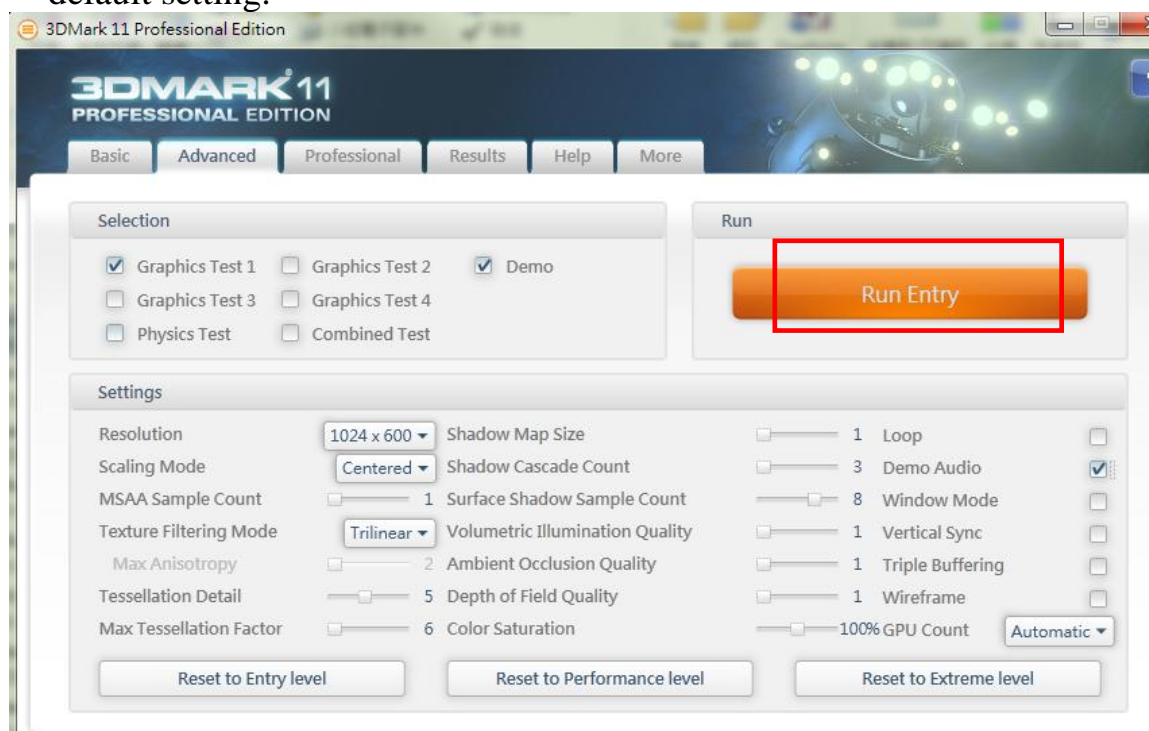 default setting.
3DMark 11 Professional Edition
3DMARK 11
PROFESSIONAL EDITION
Basic Advanced Professional Results Help More
Selection Run
Graphics Test 1 Graphics Test 2 Demo
Graphics Test 3 Graphics Test 4
Physics Test Combined Test
Run Entry
Settings
Resolution 1024 x 600 Shadow Map Size 1 Loop
Scaling Mode Centered Shadow Cascade Count 3 Demo Audio
MSAA Sample Count 1 Surface Shadow Sample Count 8 Window Mode
Texture Filtering Mode Trilinear Volumetric Illumination Quality 1 Vertical Sync
Max Anisotropy 2 Ambient Occlusion Quality 1 Triple Buffering
Tessellation Detail 5 Depth of Field Quality 1 Wireframe
Max Tessellation Factor 6 Color Saturation 100% GPU Count Automatic
Reset to Entry level Reset to Performance level Reset to Extreme level